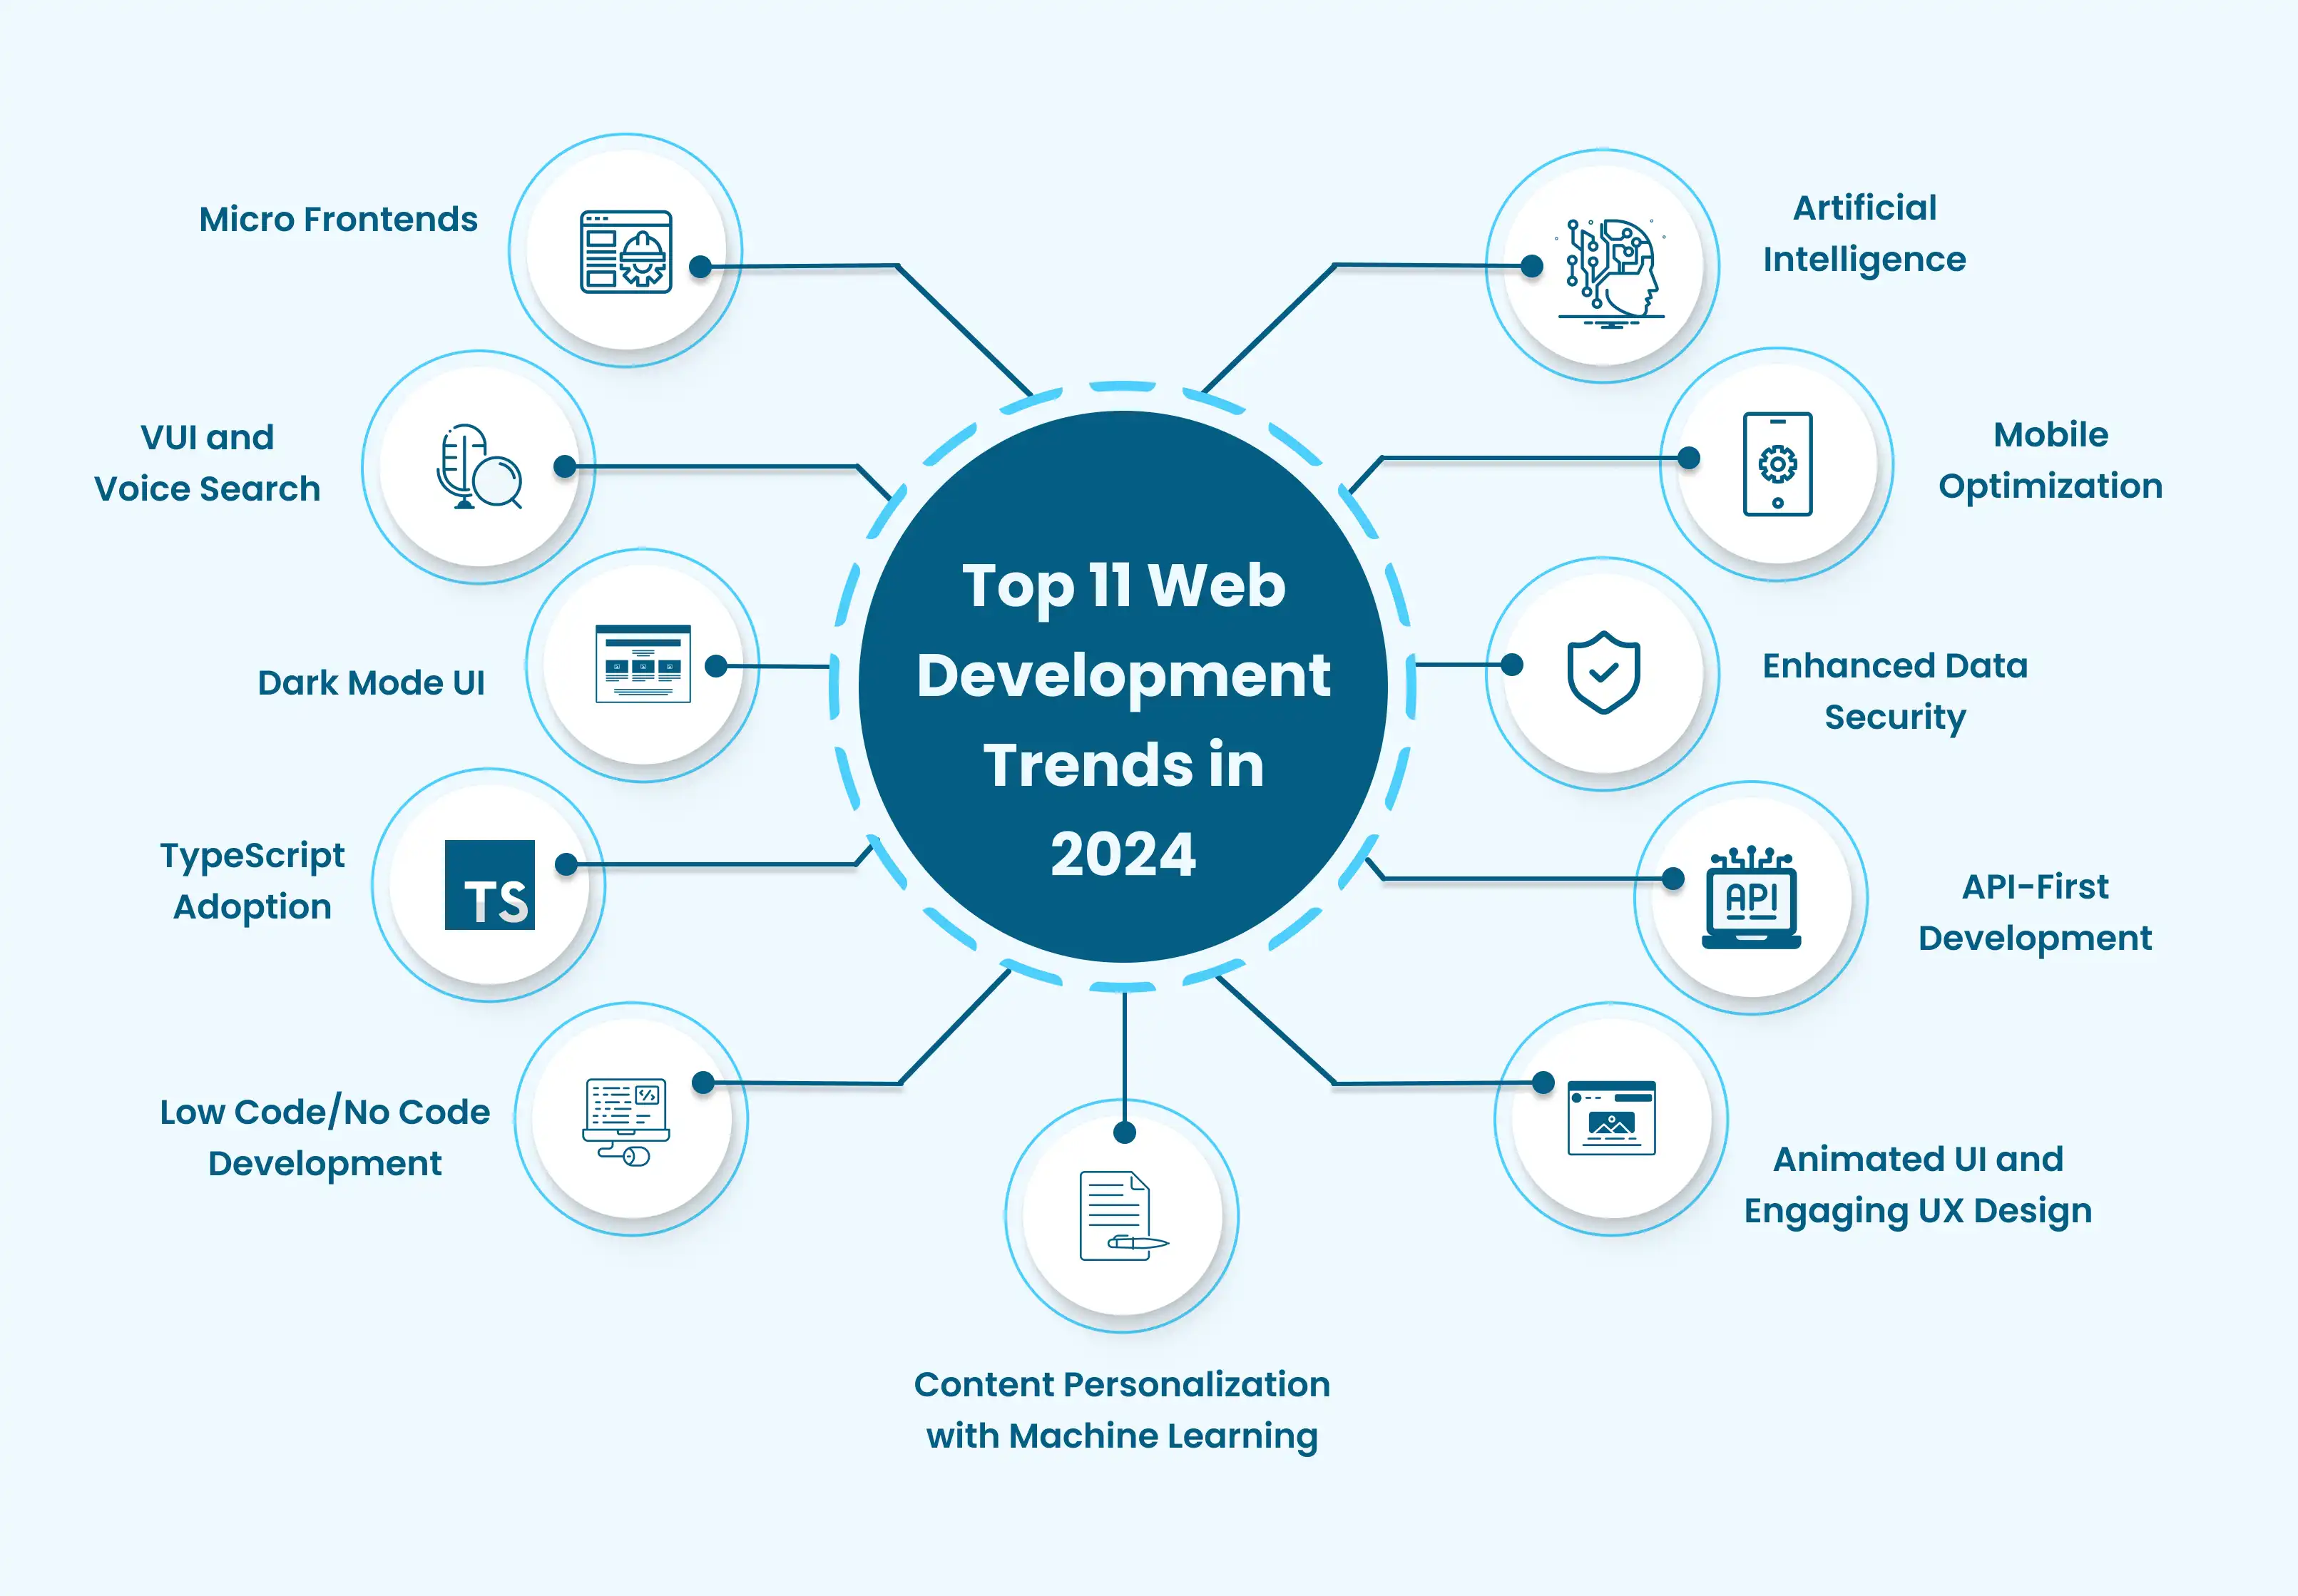 Top 11 Web
Development
Trends in
2024
Micro Frontends
VUI and
Voice Search
Dark Mode UI
TypeScript
Adoption
TS
Low Code/No Code
Development
Content Personalization
with Machine Learning
Artificial
Intelligence
Mobile
Optimization
Enhanced Data
Security
API-First
Development
API
Animated UI and
Engaging UX Design